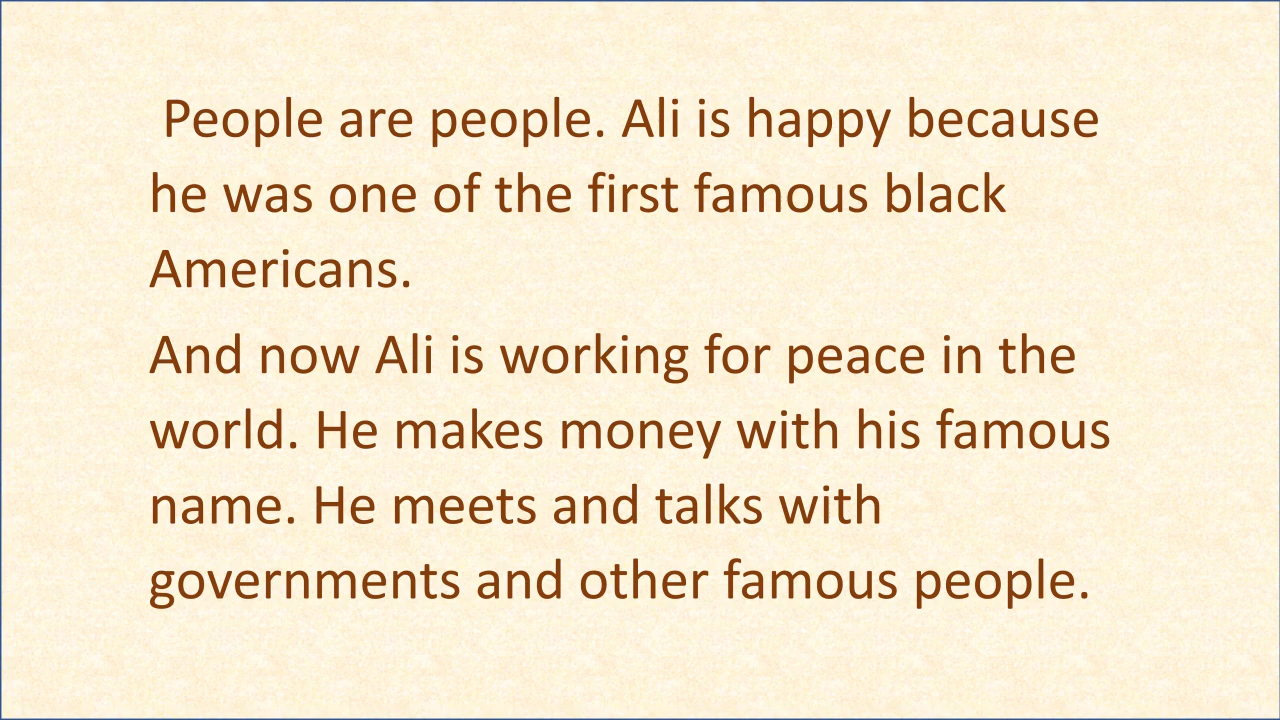 People are people. Ali is happy because
he was one of the first famous black
Americans.
And now Ali is working for peace in the
world. He makes money with his famous
name. He meets and talks with
governments and other famous people.